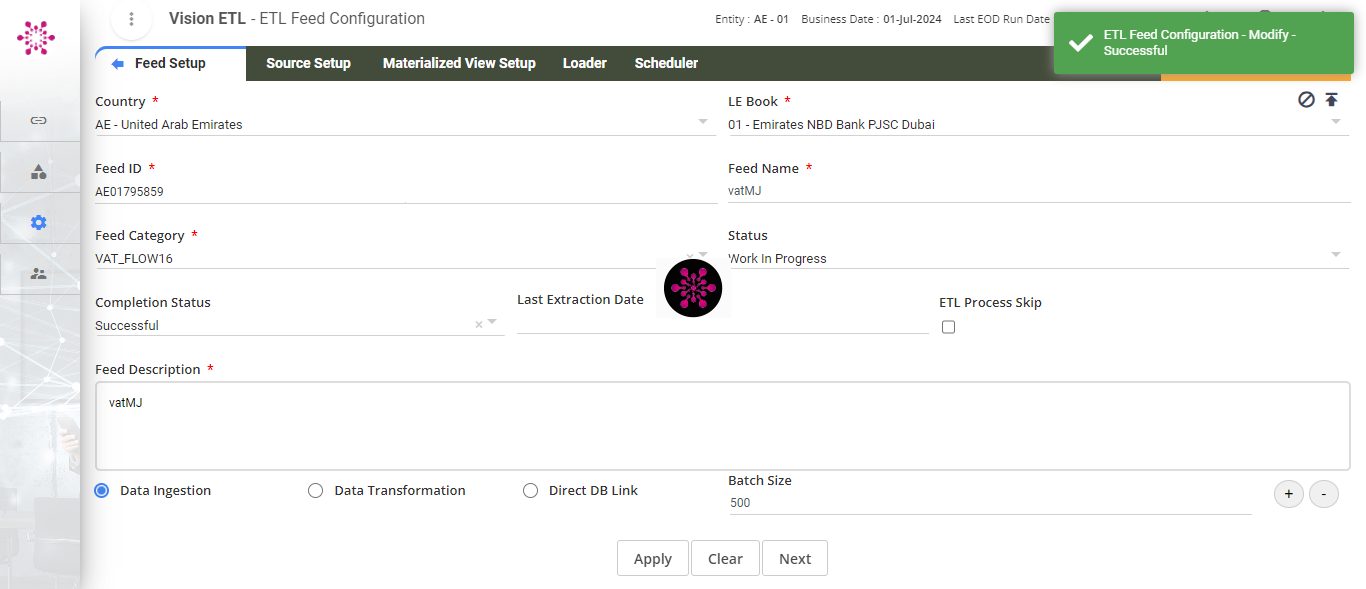 Vision ETL - ETL Feed Configuration
Entity : AE - 01 Business Date : 01-Jul-2024 Last EOD Run Date
ETL Feed Configuration - Modify -
Successful
Feed Setup Source Setup Materialized View Setup Loader Scheduler
Country * LE Book *
AE - United Arab Emirates 01 - Emirates NBD Bank PJSC Dubai
Feed ID * Feed Name *
AE01795859 vatMJ
Feed Category * Status
VAT_FLOW16 Work In Progress
Completion Status Last Extraction Date ETL Process Skip
Successful
Feed Description *
vatMJ
Data Ingestion Data Transformation Direct DB Link Batch Size
500 + -
Apply Clear Next